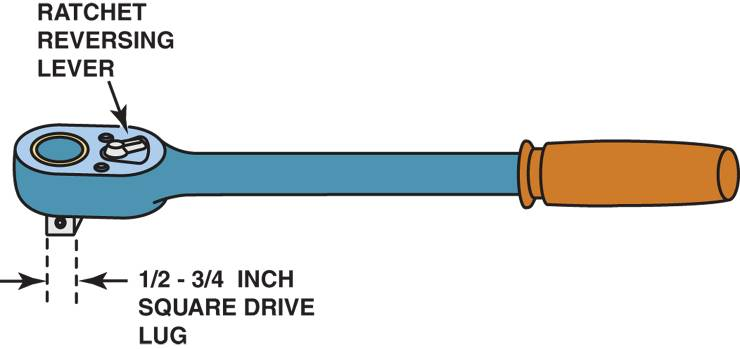 RATCHET
REVERSING
LEVER
1/2 - 3/4 INCH
SQUARE DRIVE
LUG